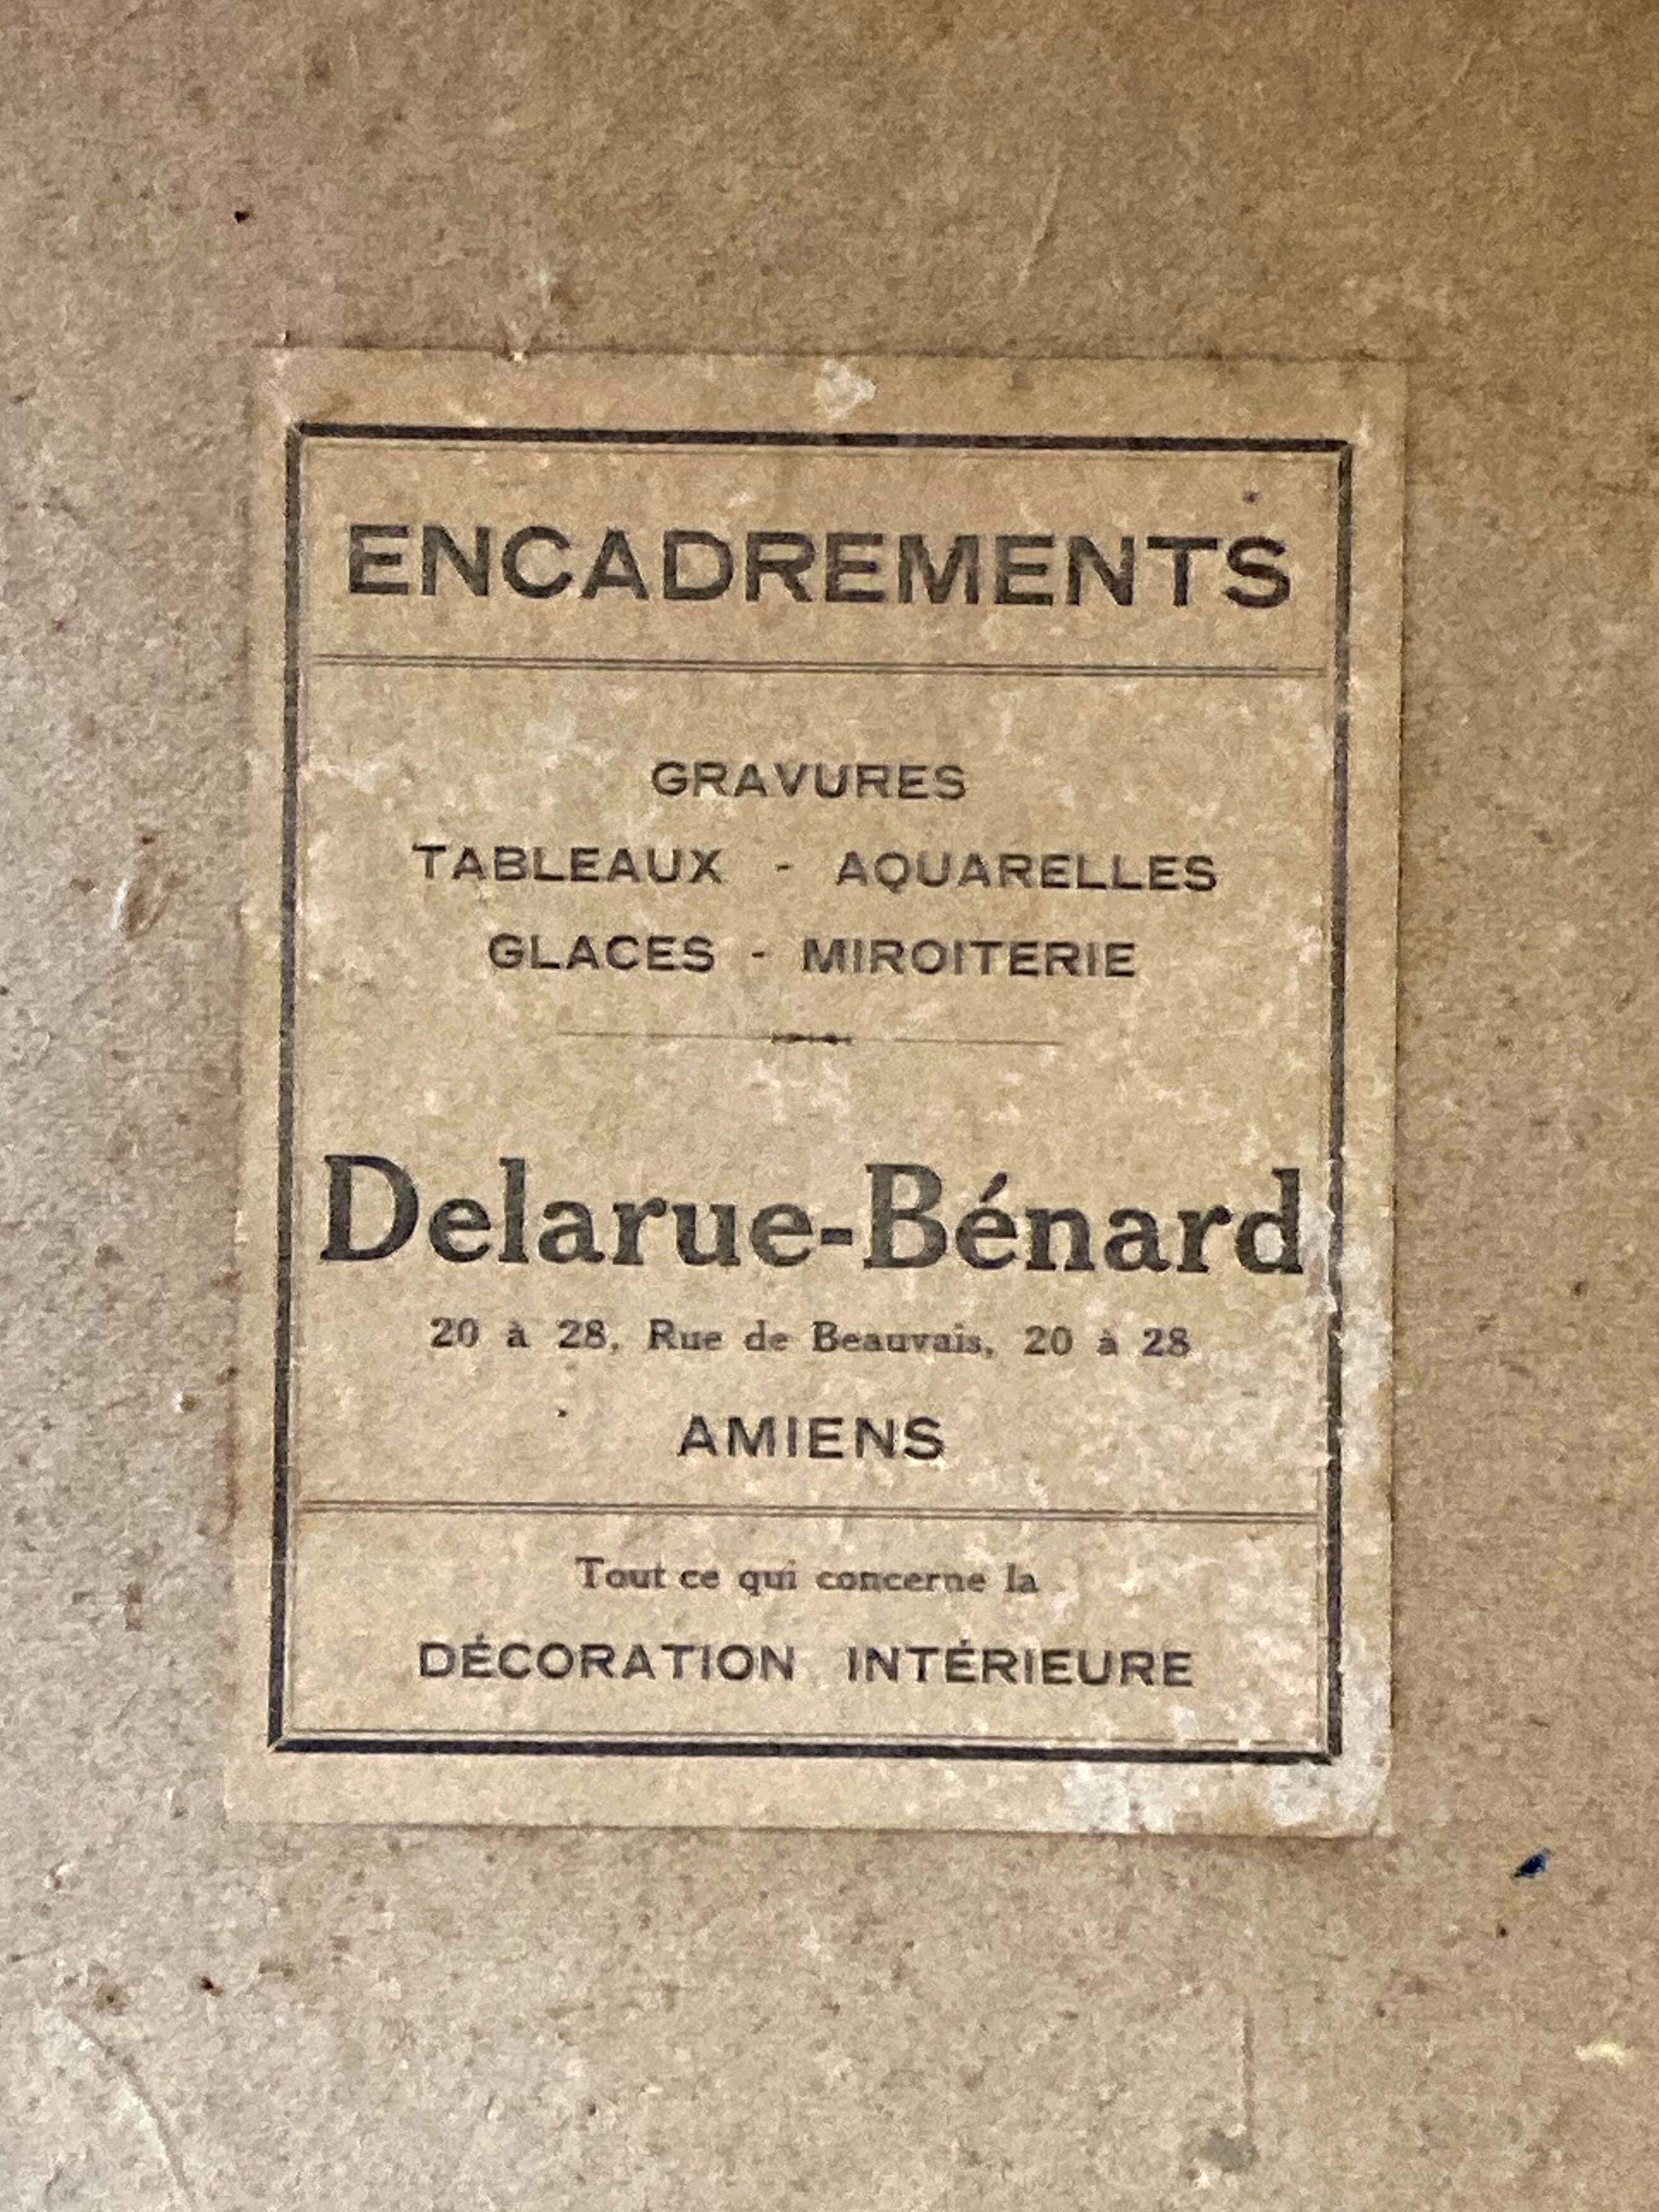 ENCADREMENTS
GRAVURES
TABLEAUX - AQUARELLES
GLACES - MIROITERIE
Delarue-Bénard
20 à 28, Rue de Beauvais, 20 à 28
AMIENS
Tout ce qui concerne la
DÉCORATION INTÉRIEURE